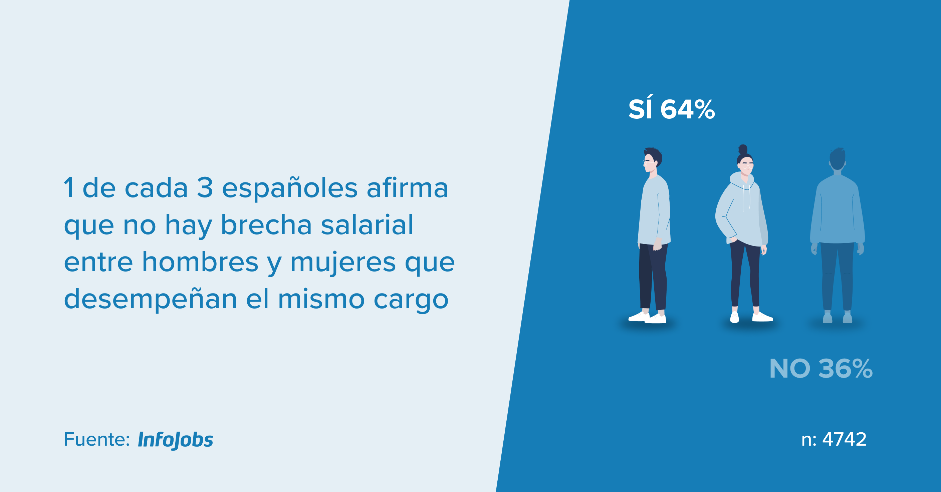 1 de cada 3 españoles afirma
que no hay brecha salarial
entre hombres y mujeres que
desempeñan el mismo cargo
Fuente: InfoJobs
SÍ 64%
NO 36%
n: 4742